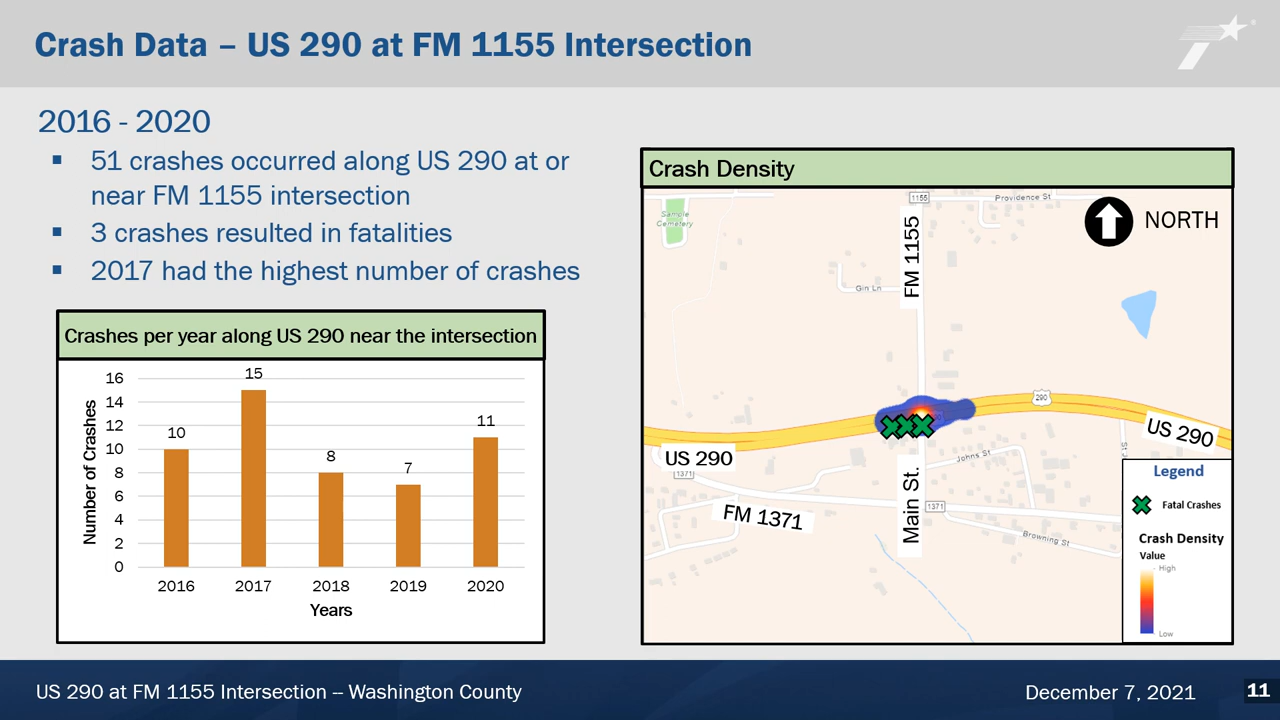 Crash Data – US 290 at FM 1155 Intersection
2016 - 2020
▪ 51 crashes occurred along US 290 at or
near FM 1155 intersection
▪ 3 crashes resulted in fatalities
▪ 2017 had the highest number of crashes
Crashes per year along US 290 near the intersection
Number of Crashes
16
14
12
10
8
6
4
2
0
10
15
8
7
11
2016 2017 2018 2019 2020
Years
Crash Density
1155
Providence St
Sample
Cemetery
FM 1155
NORTH
Gin Ln
290
US 290
US 290
1371
Johns St
St
FM 1371
Main St.
1371
Browning St
Legend
Fatal Crashes
Crash Density
Value
High
Low
US 290 at FM 1155 Intersection – Washington County
December 7, 2021
11